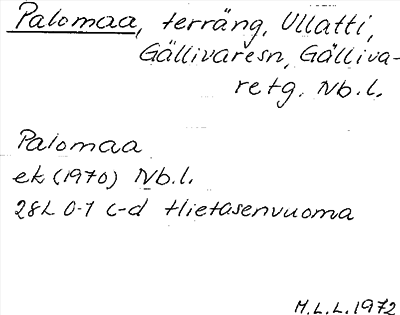 Palomaa, terräng, Ullatti,
Gällivaresn, Gälliva-
retg. Nb.l.
Palomaa
ek (1970) Nb.l.
28L 0-1 c-d Hietasenvuoma
M.L.L. 1972